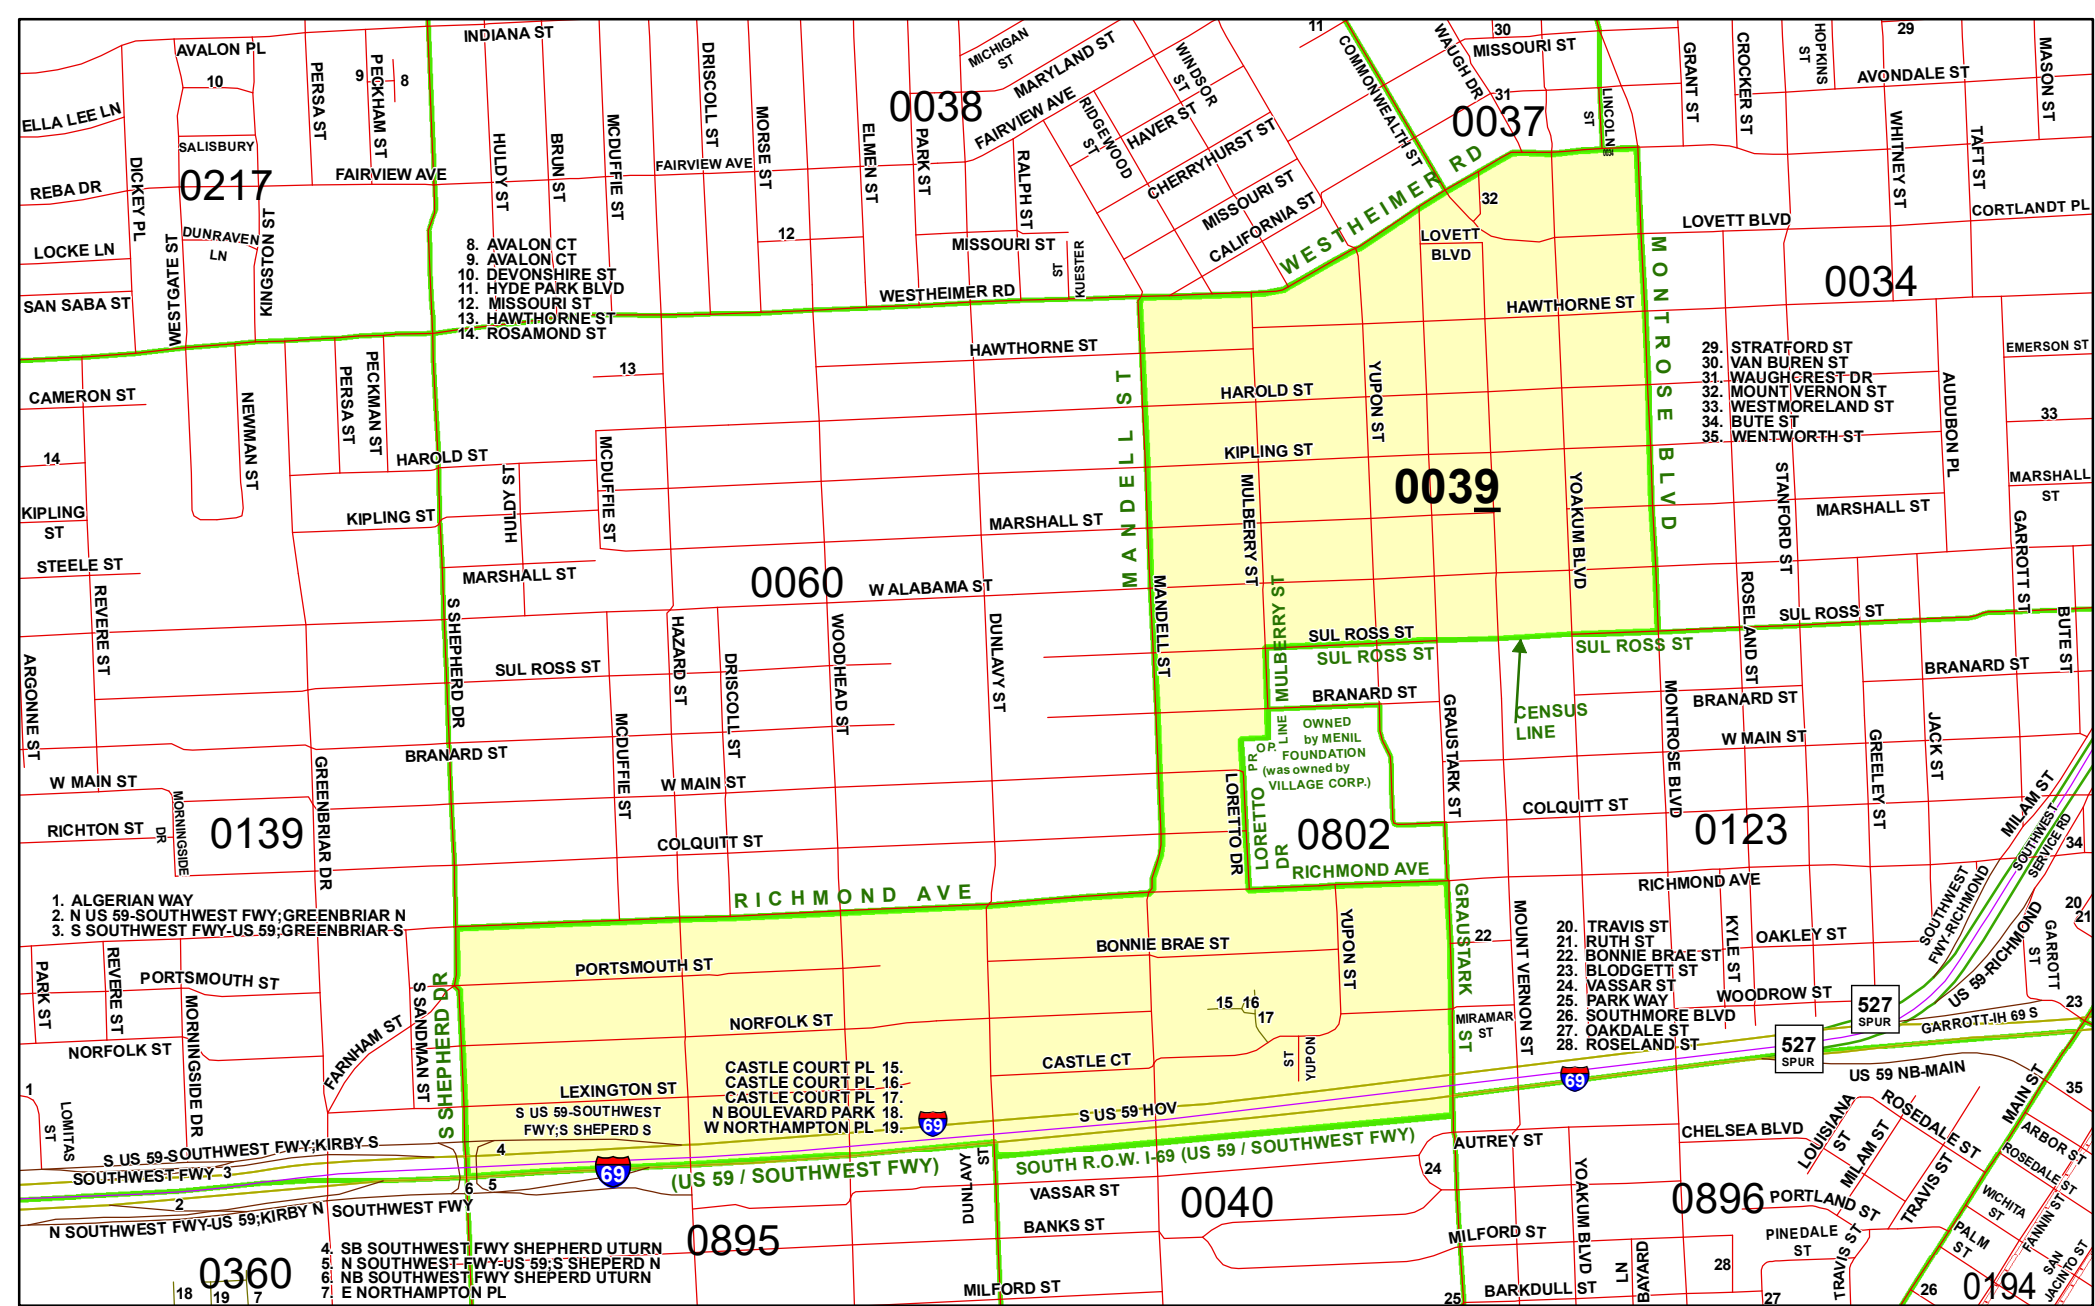 INDIANA ST
AVALON PL
10
PERSA ST
9
PECKHAM ST
8
ELLA LEE LN
SALISBURY
DICKEY PL
REBA DR
0217
FAIRVIEW AVE
LOCKE LN
DUNRAVEN
LN
KINGSTON ST
WESTGATE ST
SAN SABA ST
HULDY ST
BRUN ST
MCDUFFIE ST
DRISCOLL ST
FAIRVIEW AVE
MORSE ST
ELMEN ST
PARK ST
0038
MICHIGAN
ST
MARYLAND ST
FAIRVIEW AVE
WINDSOR
ST
RIDGEWOOD
ST
HAVER ST
CHERRYHURST ST
MISSOURI ST
CALIFORNIA ST
RALPH ST
MISSOURI ST
KUESTER
ST
12
WESTHEIMER RD
WESTHEIMER RD
11
COMMONWEALTH ST
WAUGH DR
30
MISSOURI ST
31
0037
LINCOLN
ST
0034
32
LOVETT
BLVD
GRANT ST
CROCKER ST
HOPKINS
ST
29
AVONDALE ST
MASON ST
WHITNEY ST
TAFT ST
CORTLANDT PL
LOVETT BLVD
0034
8. AVALON CT
9. AVALON CT
10. DEVONSHIRE ST
11. HYDE PARK BLVD
12. MISSOURI ST
13. HAWTHORNE ST
14. ROSAMOND ST
HAWTHORNE ST
MONTROSE BLVD
29. STRATFORD ST
30. VAN BUREN ST
31. WAUGHCREST DR
32. MOUNT VERNON ST
33. WESTMORELAND ST
34. BUTE ST
35. WENTWORTH ST
EMERSON ST
AUDUBON PL
33
CAMERON ST
NEWMAN ST
PERSA ST
PECKMAN ST
13
HAWTHORNE ST
MANDELL ST
HAROLD ST
YUPON ST
14
HAROLD ST
HULDY ST
MCDUFFIE ST
KIPLING ST
MULBERRY ST
0039
YOAKUM BLVD
STANFORD ST
MARSHALL ST
MARSHALL
ST
GARROTT ST
KIPLING
ST
KIPLING ST
MARSHALL ST
STEELE ST
MARSHALL ST
REVERE ST
S SHEPHERD DR
0060
W ALABAMA ST
MANDELL ST
MULBERRY ST
ROSELAND ST
SUL ROSS ST
BUTE ST
ARGONNE ST
SUL ROSS ST
HAZARD ST
DRISCOLL ST
WOODHEAD ST
DUNLAVY ST
SUL ROSS ST
SUL ROSS ST
SUL ROSS ST
BRANARD ST
BRANARD ST
GRAUSTARK ST
CENSUS
LINE
MONTROSE BLVD
BRANARD ST
W MAIN ST
JACK ST
GREELEY ST
BRANARD ST
MCDUFFIE ST
W MAIN ST
W MAIN ST
GREENBRIAR DR
MORNINGSIDE
DR
RICHTON ST
0139
COLQUITT ST
LORETTO DR
LORETTO
DR
PROP.
LINE
OWNED
by MENIL
FOUNDATION
(was owned by
VILLAGE CORP.)
0802
RICHMOND AVE
COLQUITT ST
0123
MILAM ST
SOUTHWEST
SERVICE RD
34
RICHMOND AVE
RICHMOND AVE
1. ALGERIAN WAY
2. N US 59-SOUTHWEST FWY;GREENBRIAR N
3. S SOUTHWEST FWY-US 59;GREENBRIAR S
PARK ST
REVERE ST
PORTSMOUTH ST
MORNINGSIDE DR
NORFOLK ST
FARNHAM ST
S SANDMAN ST
S SHEPHERD DR
PORTSMOUTH ST
NORFOLK ST
BONNIE BRAE ST
YUPON ST
GRAUSTARK ST
22
MOUNT VERNON ST
MIRAMAR
ST
20. TRAVIS ST
21. RUTH ST
22. BONNIE BRAE ST
23. BLODGETT ST
24. VASSAR ST
25. PARK WAY
26. SOUTHMORE BLVD
27. OAKDALE ST
28. ROSELAND ST
KYLE ST
OAKLEY ST
WOODROW ST
SOUTHWEST
FWY-RICHMOND
US 59-RICHMOND
20
21
GARROTT
ST
23
527
SPUR
527
SPUR
GARROTT-IH 69 S
15
16
17
CASTLE CT
YUPON
ST
LEXINGTON ST
CASTLE COURT PL 15.
CASTLE COURT PL 16.
CASTLE COURT PL 17.
N BOULEVARD PARK 18.
W NORTHAMPTON PL 19.
S US 59-SOUTHWEST
FWY;S SHEPERD S
69
S US 59 HOV
69
US 59 NB-MAIN
MAIN ST
35
1
LOMITAS
ST
S US 59-SOUTHWEST FWY;KIRBY S
SOUTHWEST FWY 3
2
N SOUTHWEST FWY-US 59;KIRBY N
SOUTHWEST FWY
4
5
6
69
(US 59 / SOUTHWEST FWY)
DUNLAVY
ST
SOUTH R.O.W. I-69 (US 59 / SOUTHWEST FWY)
VASSAR ST
BANKS ST
0040
MILFORD ST
AUTREY ST
24
YOAKUM BLVD
MILFORD ST
CHELSEA BLVD
0896
LOUISIANA
ST
MILAM ST
ROSEDALE ST
TRAVIS ST
PORTLAND ST
PINEDALE
ST
TRAVIS ST
ARBOR ST
ROSEDALE ST
WICHITA
ST
FANNIN ST
PALM
ST
SAN
JACINTO ST
0194
0360
18
19
7
4. SB SOUTHWEST FWY SHEPHERD UTURN
5. N SOUTHWEST FWY-US 59;S SHEPERD N
6. NB SOUTHWEST FWY SHEPERD UTURN
7. E NORTHAMPTON PL
0895
25
BARKDULL ST
BAYARD
LN
28
27
26